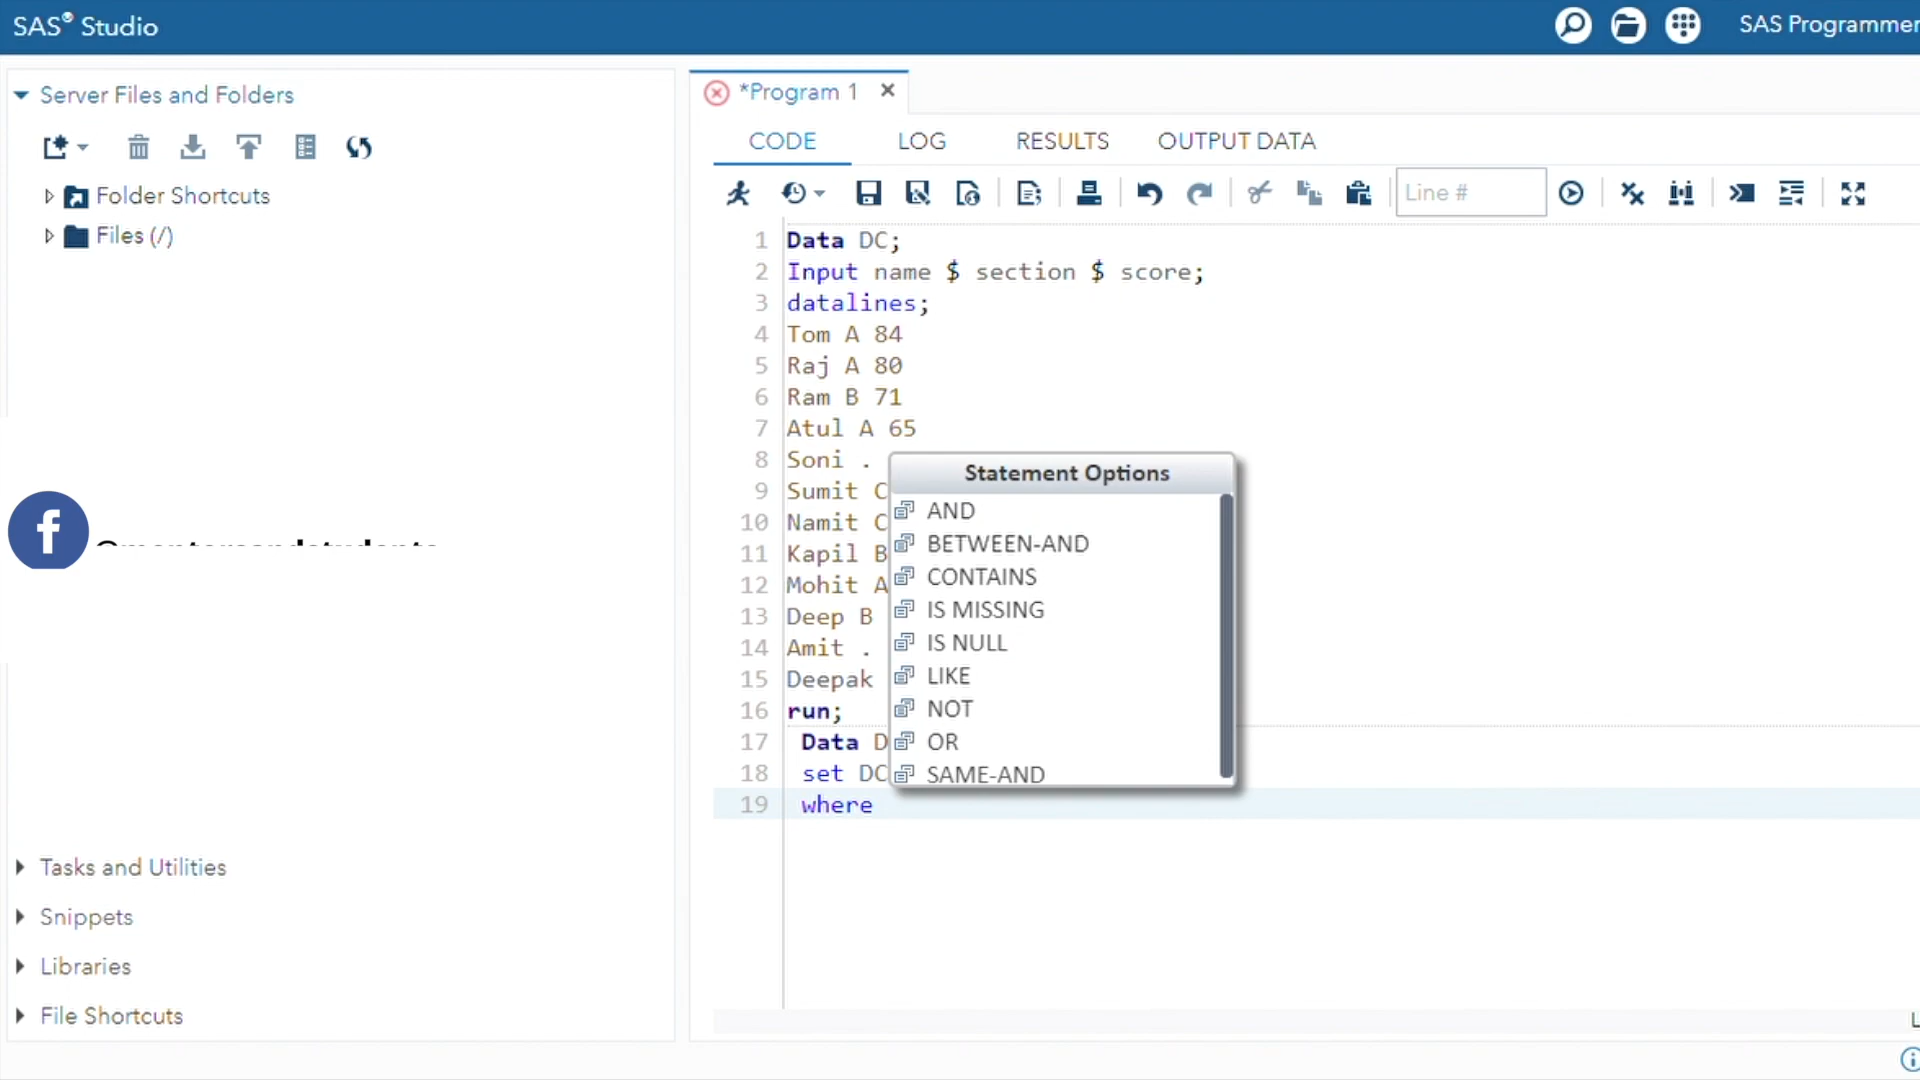 SAS® Studio
SAS Programmer
Server Files and Folders
Folder Shortcuts
Files (/)
Tasks and Utilities
Snippets
Libraries
File Shortcuts
*Program 1
CODE LOG RESULTS OUTPUT DATA
Line #
1 Data DC;
2 Input name $ section $ score;
3 datalines;
4 Tom A 84
5 Raj A 80
6 Ram B 71
7 Atul A 65
8 Soni .
9 Sumit C
10 Namit C
11 Kapil B
12 Mohit A
13 Deep B
14 Amit .
15 Deepak
16 run;
17 Data D
18 set DC
19 where
Statement Options
AND
BETWEEN-AND
CONTAINS
IS MISSING
IS NULL
LIKE
NOT
OR
SAME-AND